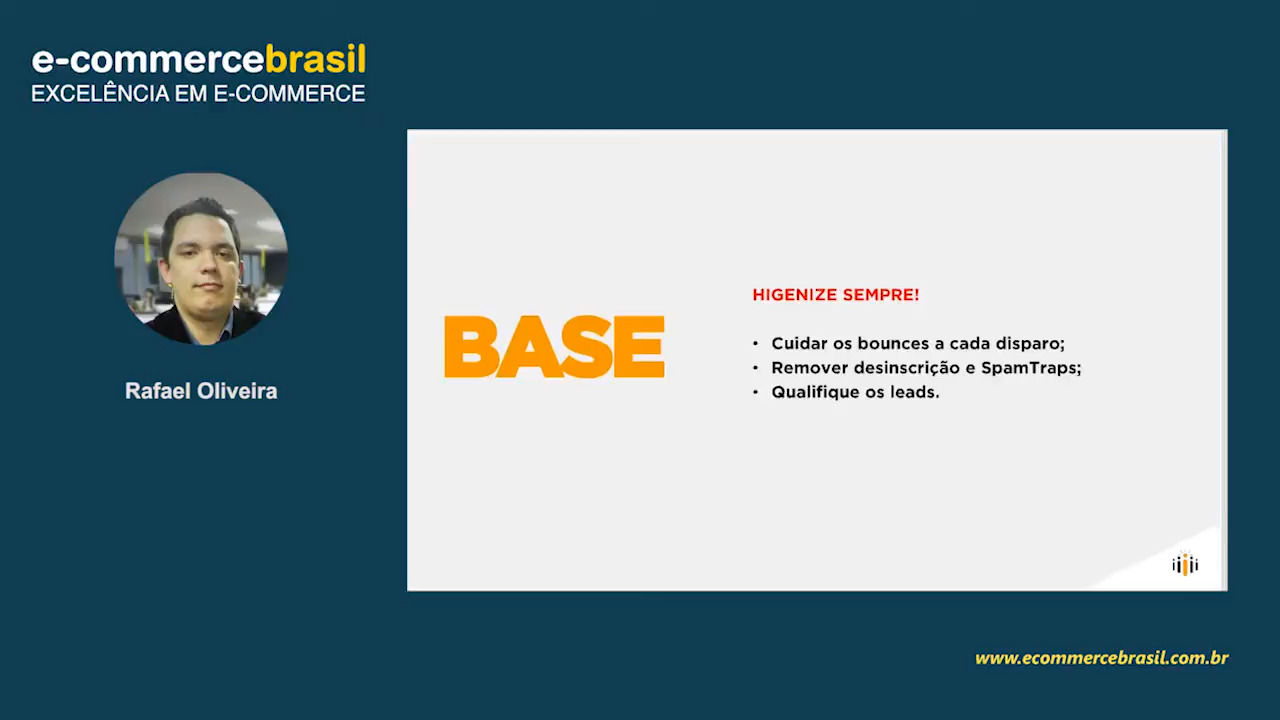 e-commercebrasil
EXCELÊNCIA EM E-COMMERCE
Rafael Oliveira
BASE
HIGENIZE SEMPRE!
• Cuidar os bounces a cada disparo;
• Remover desinscrição e SpamTraps;
• Qualifique os leads.
www.ecommercebrasil.com.br